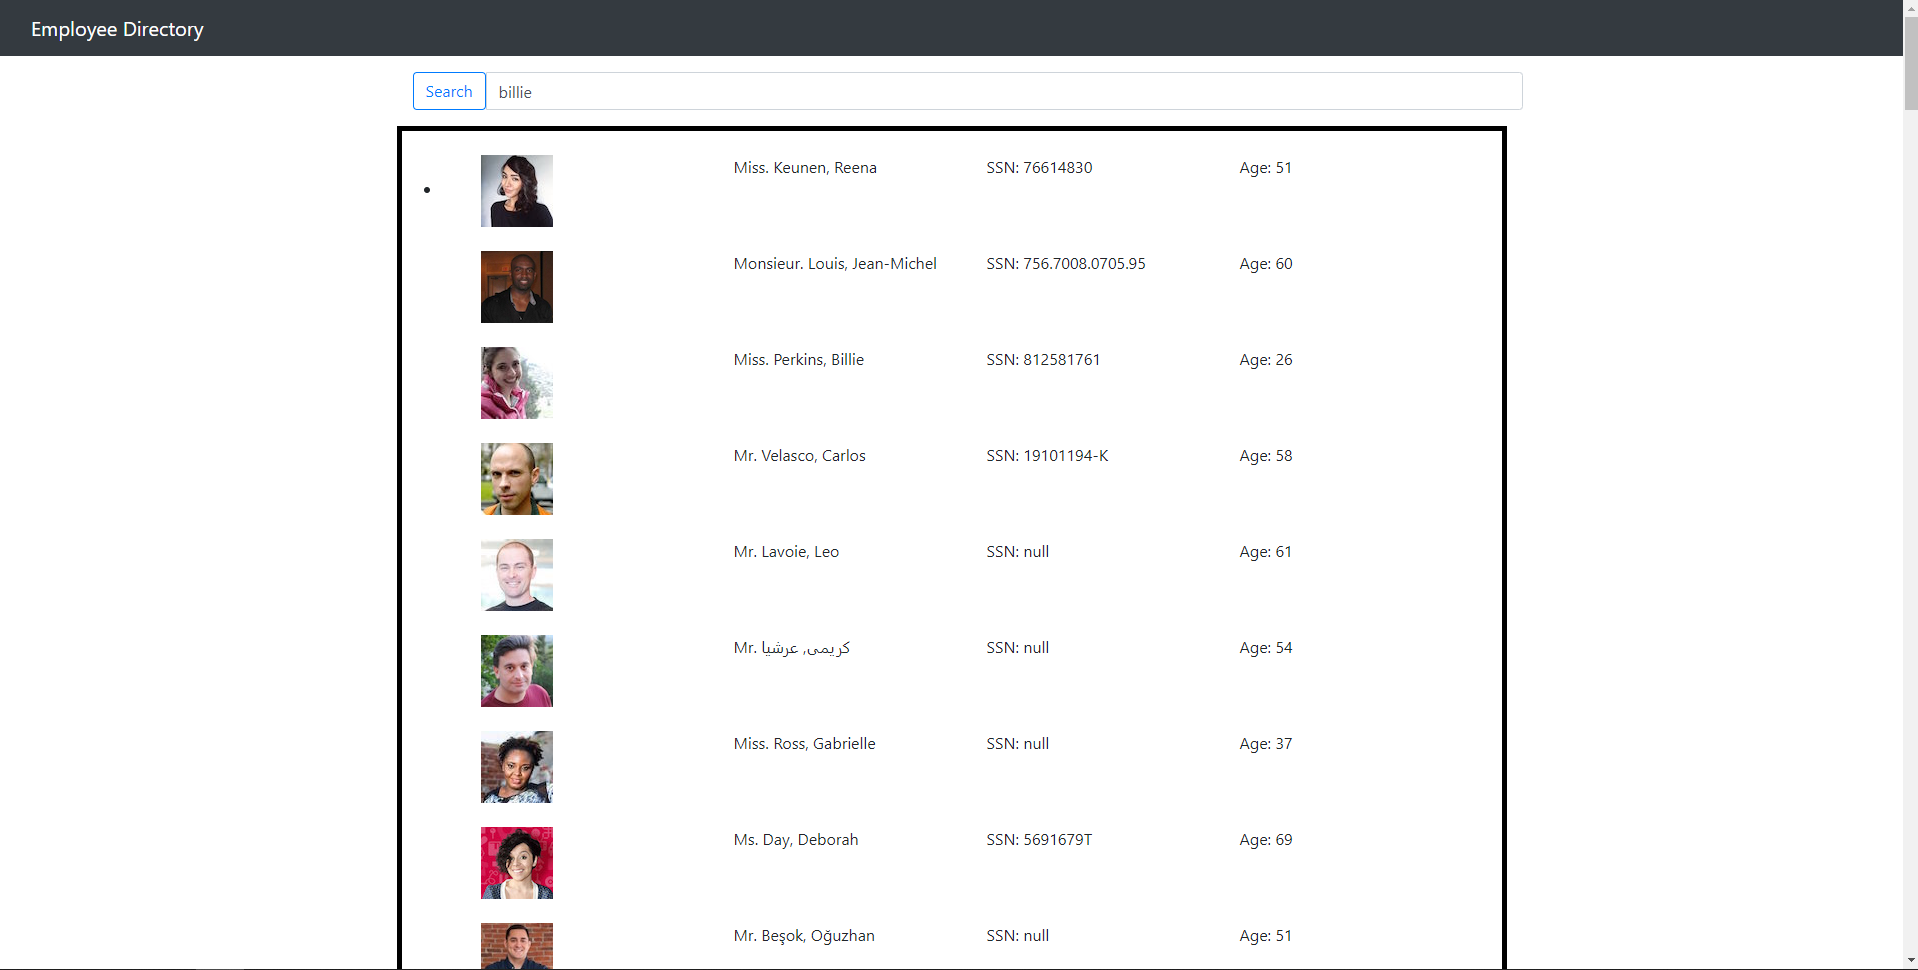 Employee Directory
Search billie
Miss. Keunen, Reena SSN: 76614830 Age: 51
Monsieur. Louis, Jean-Michel SSN: 756.7008.0705.95 Age: 60
Miss. Perkins, Billie SSN: 812581761 Age: 26
Mr. Velasco, Carlos SSN: 19101194-K Age: 58
Mr. Lavoie, Leo SSN: null Age: 61
Mr. کریمی, عرشیا SSN: null Age: 54
Miss. Ross, Gabrielle SSN: null Age: 37
Ms. Day, Deborah SSN: 5691679T Age: 69
Mr. Beşok, Oğuzhan SSN: null Age: 51